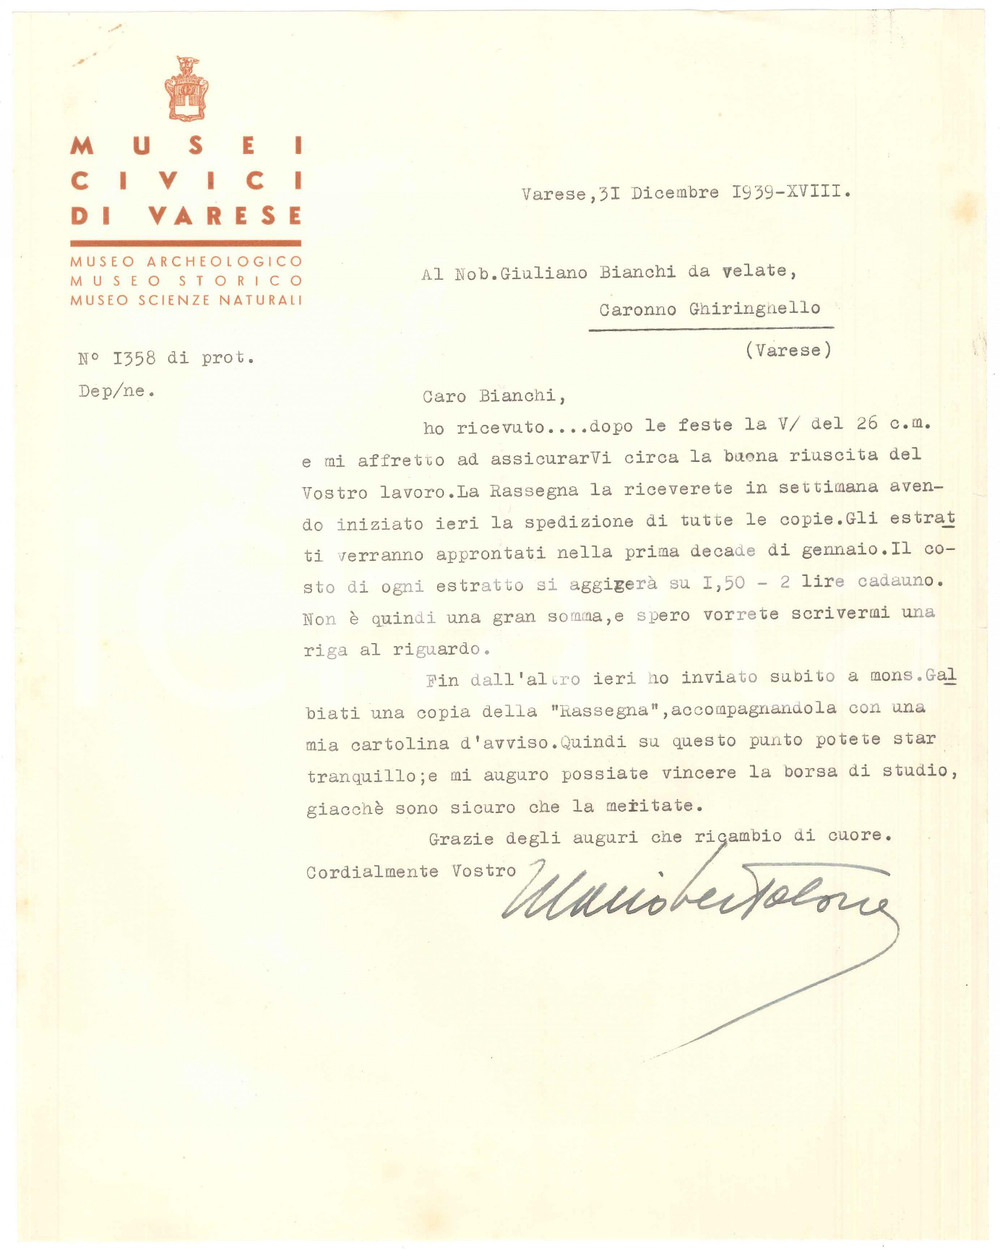 MUSEI
CIVICI
DI VARESE
MUSEO ARCHEOLOGICO
MUSEO STORICO
MUSEO SCIENZE NATURALI
Varese,3I Dicembre I939-XVIII.
Al Nob.Giuliano Bianchi da velate,
Caronno Ghiringhello
(Varese)
N° I358 di prot.
Dep/ne.
Caro Bianchi,
ho ricevuto....dopo le feste la V/ del 26 c.m.
e mi affretto ad assicurarVi circa la buona riuscita del
Vostro lavoro.La Rassegna la riceverete in settimana aven-
do iniziato ieri la spedizione di tutte le copie.Gli estrat
ti verranno approntati nella prima decade di gennaio.Il co-
sto di ogni estratto si aggigerà su I,50 - 2 lire cadauno.
Non è quindi una gran somma,e spero vorrete scrivermi una
riga al riguardo.
Fin dall'altro ieri ho inviato subito a mons.Gal
biati una copia della "Rassegna",accompagnandola con una
mia cartolina d'avviso.Quindi su questo punto potete star
tranquillo;e mi auguro possiate vincere la borsa di studio,
giacchè sono sicuro che la meritate.
Grazie degli auguri che ricambio di cuore.
Cordialmente Vostro
Mario Bertolone